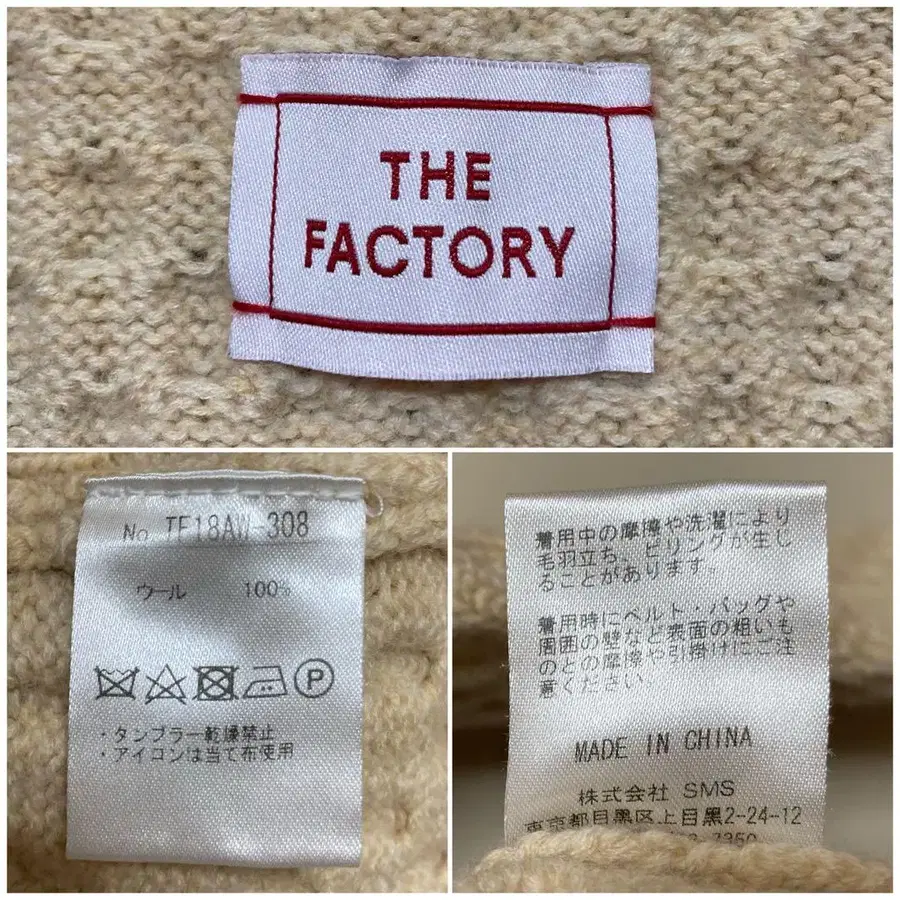 THE
FACTORY
No. TF18AW-308
ウール 100%
P
・タンブラー乾燥禁止
・アイロンは当て布使用
着用中の摩擦や洗濯により
毛羽立ち、ピリングが生じ
ることがあります。
着用時にベルト・バッグや
周囲の壁など表面の粗いも
のとの摩擦や引掛けにご注
意ください。
MADE IN CHINA
株式会社 SMS
東京都目黒区上目黒2-24-12